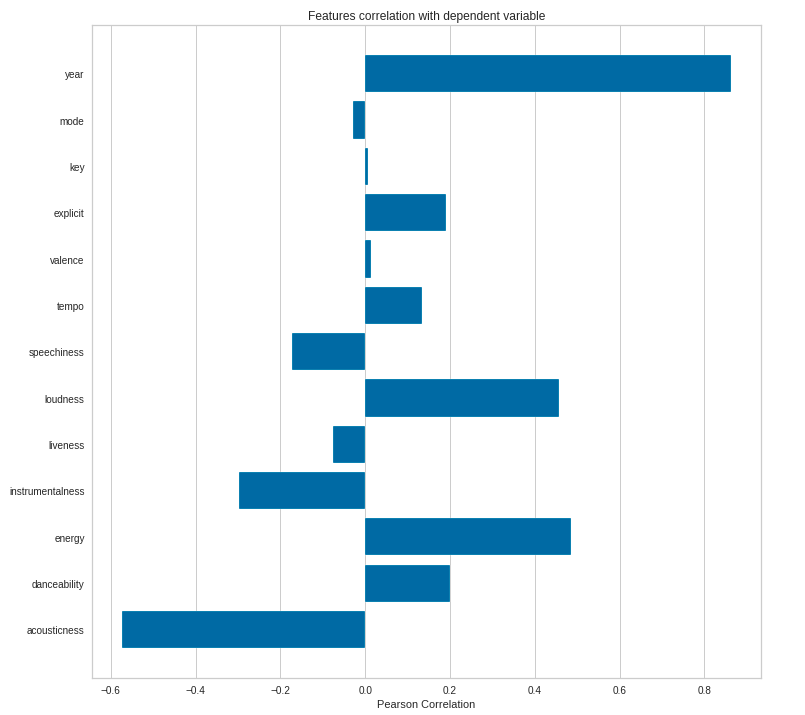 Features correlation with dependent variable
year
mode
key
explicit
valence
tempo
speechiness
loudness
liveness
instrumentalness
energy
danceability
acousticness
−0.6 −0.4 −0.2 0.0 0.2 0.4 0.6 0.8
Pearson Correlation